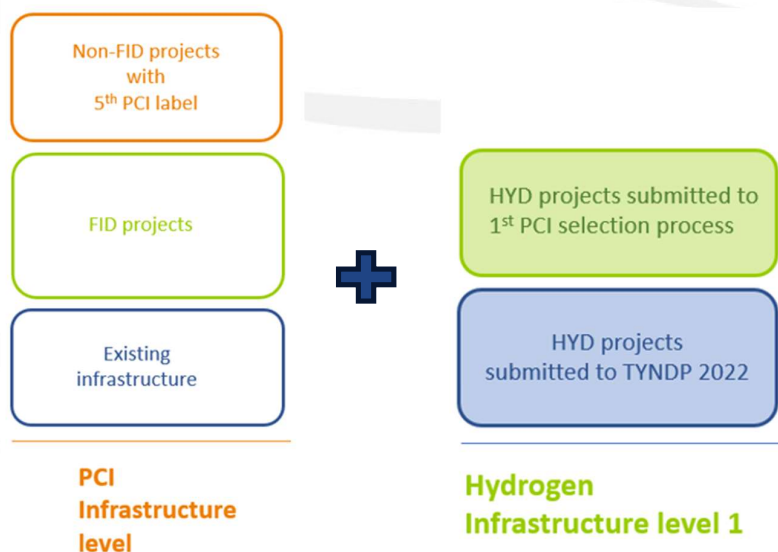 Non-FID projects
with
5th PCI label
FID projects
Existing
infrastructure
PCI
Infrastructure
level
HYD projects submitted to
1st PCI selection process
HYD projects
submitted to TYNDP 2022
Hydrogen
Infrastructure level 1